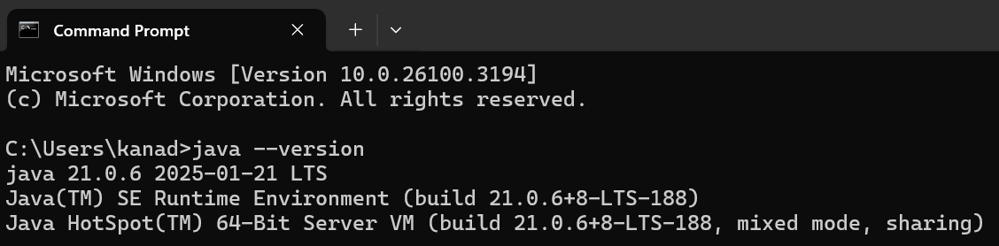 Command Prompt
Microsoft Windows [Version 10.0.26100.3194]
(c) Microsoft Corporation. All rights reserved.
C:\Users\kanad>java --version
java 21.0.6 2025-01-21 LTS
Java(TM) SE Runtime Environment (build 21.0.6+8-LTS-188)
Java HotSpot(TM) 64-Bit Server VM (build 21.0.6+8-LTS-188, mixed mode, sharing)